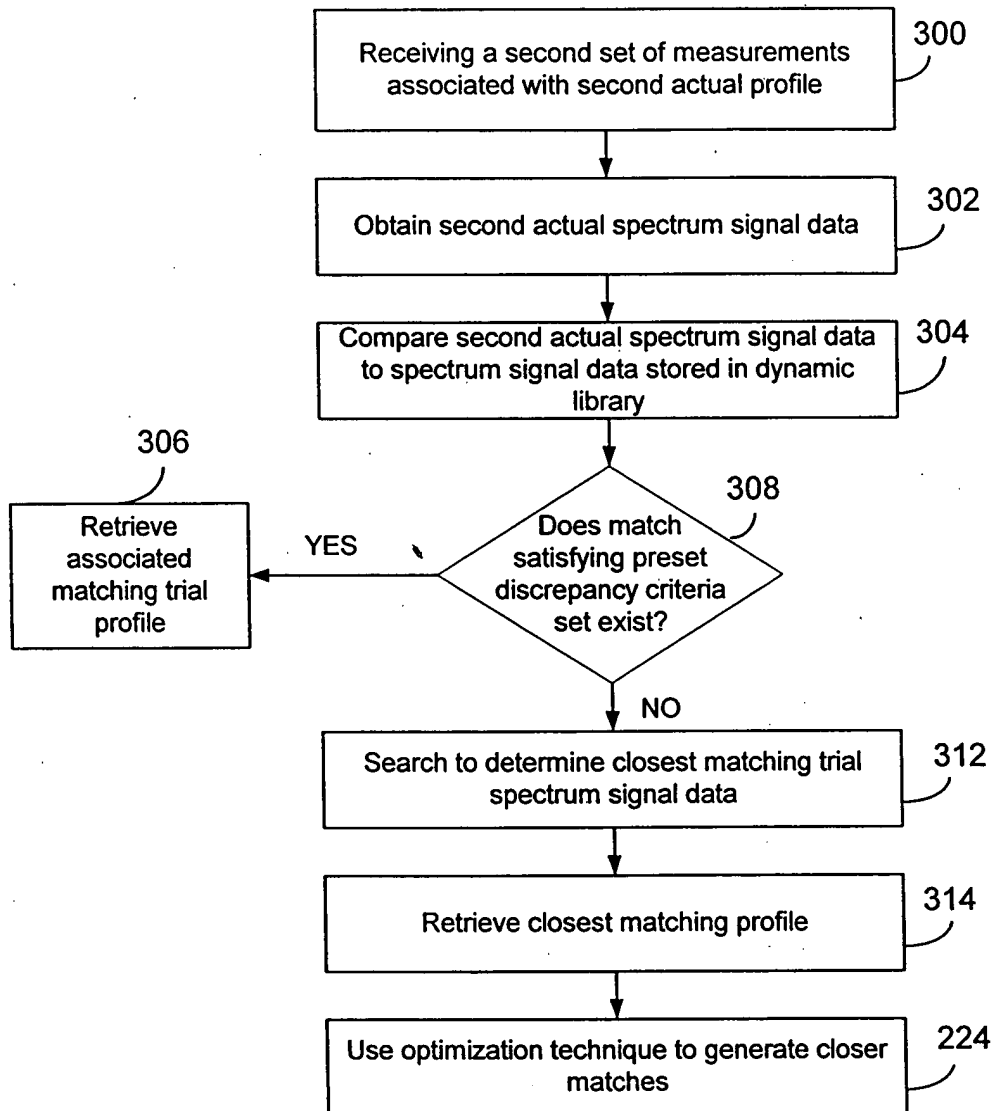 Receiving a second set of measurements
associated with second actual profile
300
Obtain second actual spectrum signal data
302
Compare second actual spectrum signal data
to spectrum signal data stored in dynamic
library
304
306
Retrieve
associated
matching trial
profile
YES
308
Does match
satisfying preset
discrepancy criteria
set exist?
NO
Search to determine closest matching trial
spectrum signal data
312
Retrieve closest matching profile
314
Use optimization technique to generate closer
matches
224